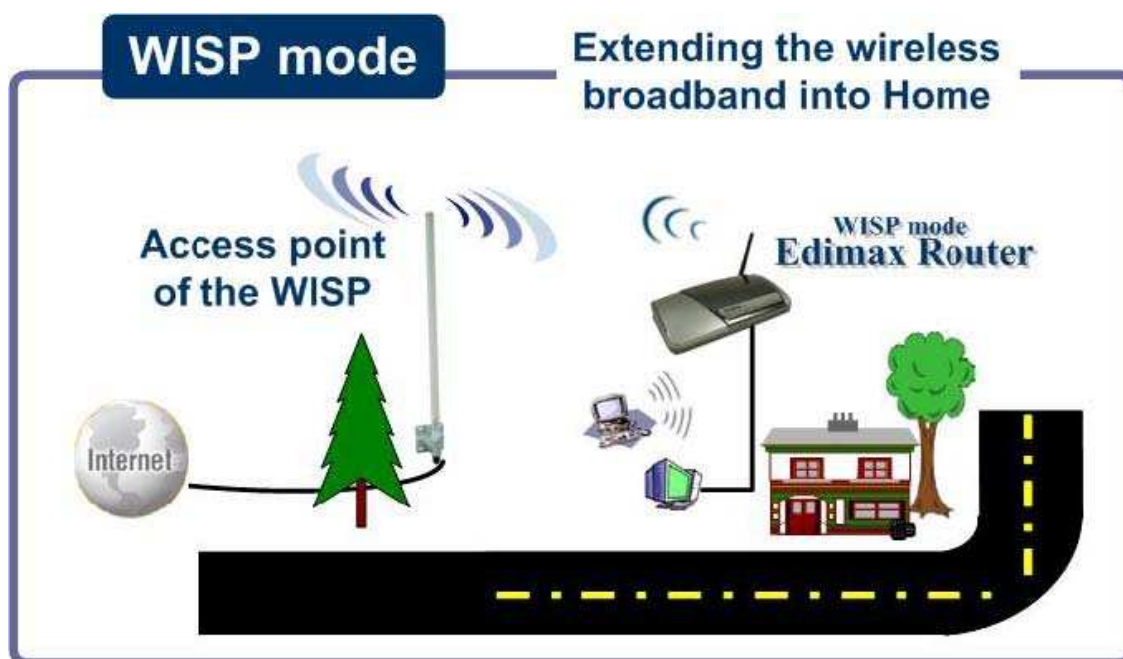 WISP mode
Extending the wireless
broadband into Home
Access point
of the WISP
WISP mode
Edimax Router
Internet